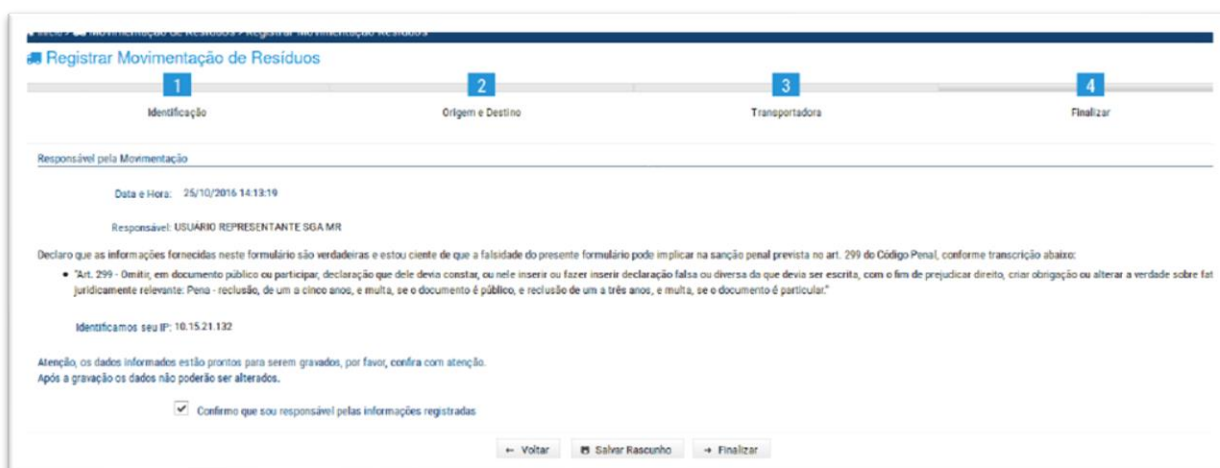 Início > Movimentação de Resíduos > Registrar Movimentação Resíduos
Registrar Movimentação de Resíduos
1 2 3 4
Identificação Origem e Destino Transportadora Finalizar
Responsável pela Movimentação
Data e Hora: 25/10/2016 14:13:19
Responsável: USUÁRIO REPRESENTANTE SGA MR
Declaro que as informações fornecidas neste formulário são verdadeiras e estou ciente de que a falsidade do presente formulário pode implicar na sanção penal prevista no art. 299 do Código Penal, conforme transcrição abaixo:
• "Art. 299 - Omitir, em documento público ou participar, declaração que dele devia constar, ou nele inserir ou fazer inserir declaração falsa ou diversa da que devia ser escrita, com o fim de prejudicar direito, criar obrigação ou alterar a verdade sobre fat
juridicamente relevante: Pena - reclusão, de um a cinco anos, e multa, se o documento é público, e reclusão de um a três anos, e multa, se o documento é particular."
Identificamos seu IP: 10.15.21.132
Atenção, os dados informados estão prontos para serem gravados, por favor, confira com atenção.
Após a gravação os dados não poderão ser alterados.
Confirmo que sou responsável pelas informações registradas
← Voltar Salvar Rascunho → Finalizar